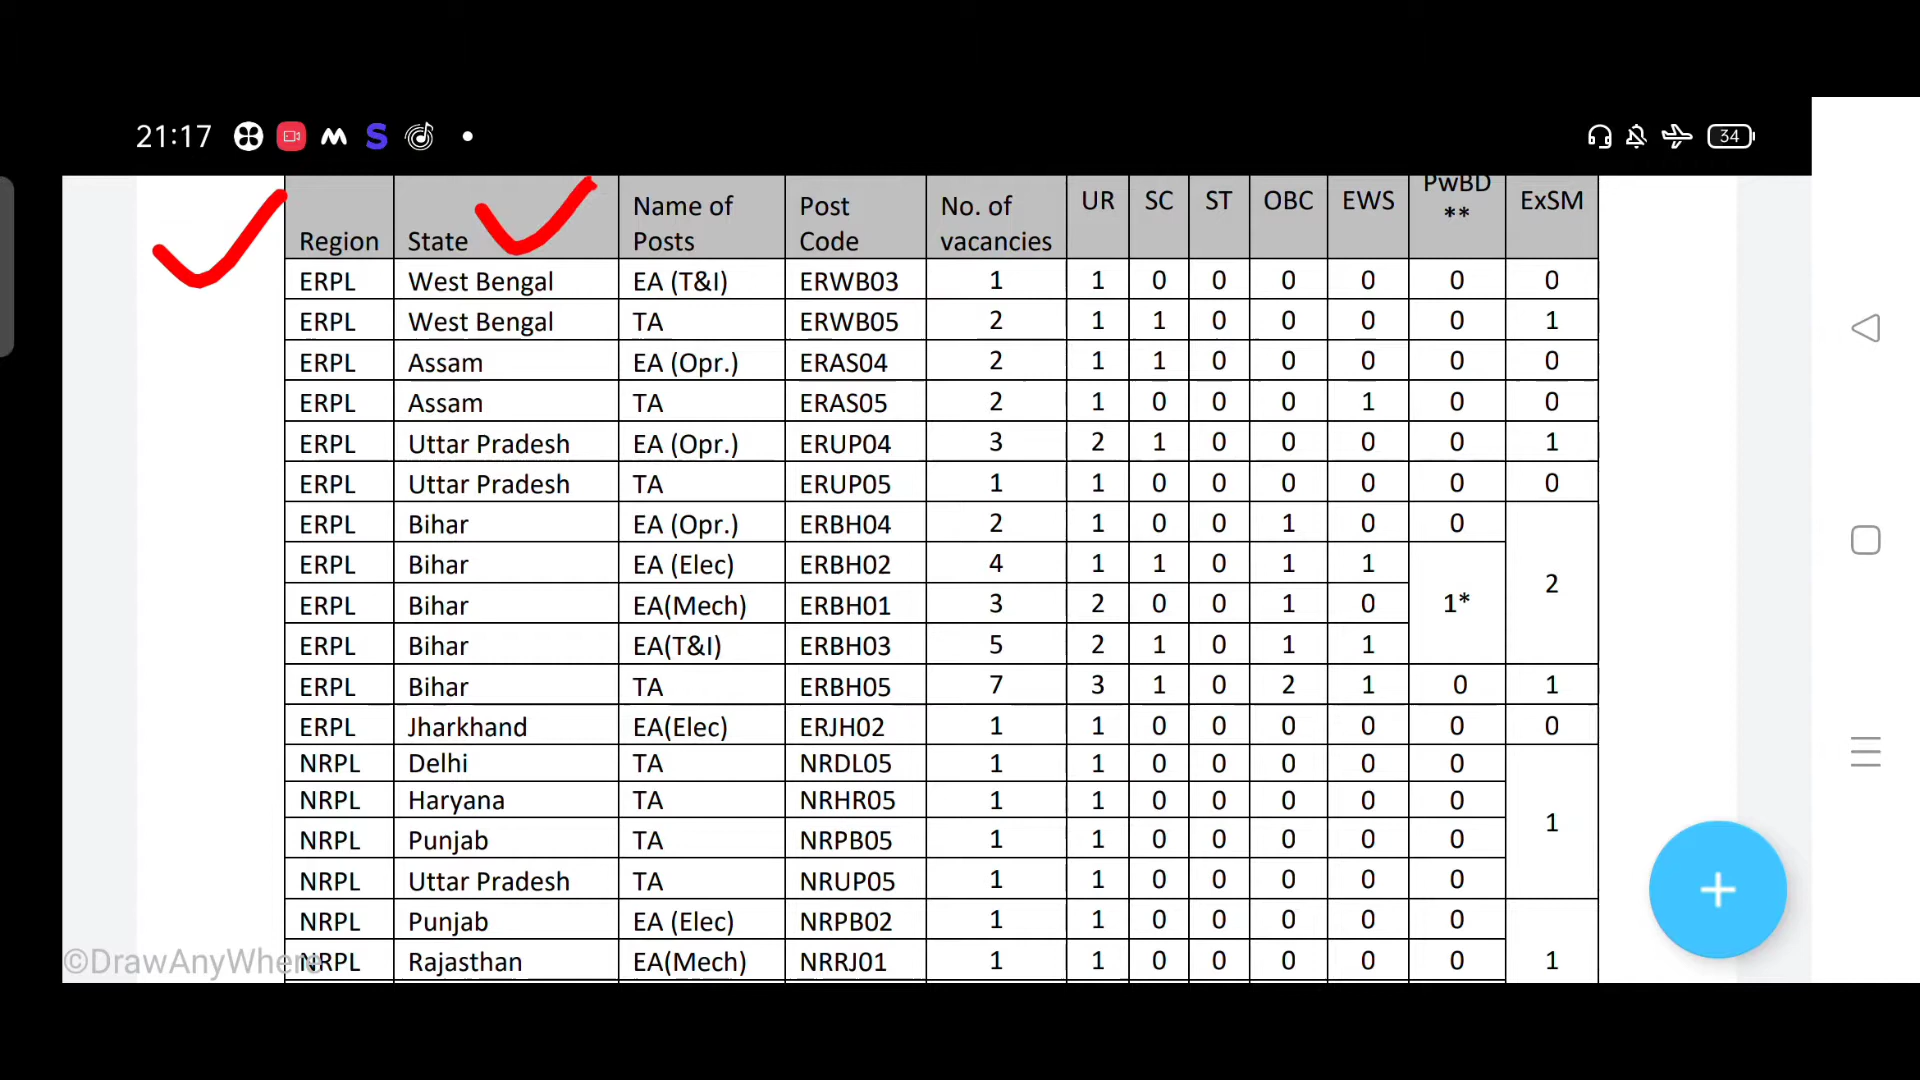 21:17 S 34
Region State Name of Posts Post Code No. of vacancies UR SC ST OBC EWS PwBD ** ExSM
ERPL West Bengal EA (T&I) ERWB03 1 1 0 0 0 0 0 0
ERPL West Bengal TA ERWB05 2 1 1 0 0 0 0 1
ERPL Assam EA (Opr.) ERAS04 2 1 1 0 0 0 0 0
ERPL Assam TA ERAS05 2 1 0 0 0 1 0 0
ERPL Uttar Pradesh EA (Opr.) ERUP04 3 2 1 0 0 0 0 1
ERPL Uttar Pradesh TA ERUP05 1 1 0 0 0 0 0 0
ERPL Bihar EA (Opr.) ERBH04 2 1 0 0 1 0 0
ERPL Bihar EA (Elec) ERBH02 4 1 1 0 1 1
ERPL Bihar EA(Mech) ERBH01 3 2 0 0 1 0 1* 2
ERPL Bihar EA(T&I) ERBH03 5 2 1 0 1 1
ERPL Bihar TA ERBH05 7 3 1 0 2 1 0 1
ERPL Jharkhand EA(Elec) ERJH02 1 1 0 0 0 0 0 0
NRPL Delhi TA NRDL05 1 1 0 0 0 0 0
NRPL Haryana TA NRHR05 1 1 0 0 0 0 0 1
NRPL Punjab TA NRPB05 1 1 0 0 0 0 0
NRPL Uttar Pradesh TA NRUP05 1 1 0 0 0 0 0
NRPL Punjab EA (Elec) NRPB02 1 1 0 0 0 0 0
NRPL Rajasthan EA(Mech) NRRJ01 1 1 0 0 0 0 0 1
©DrawAnyWhere